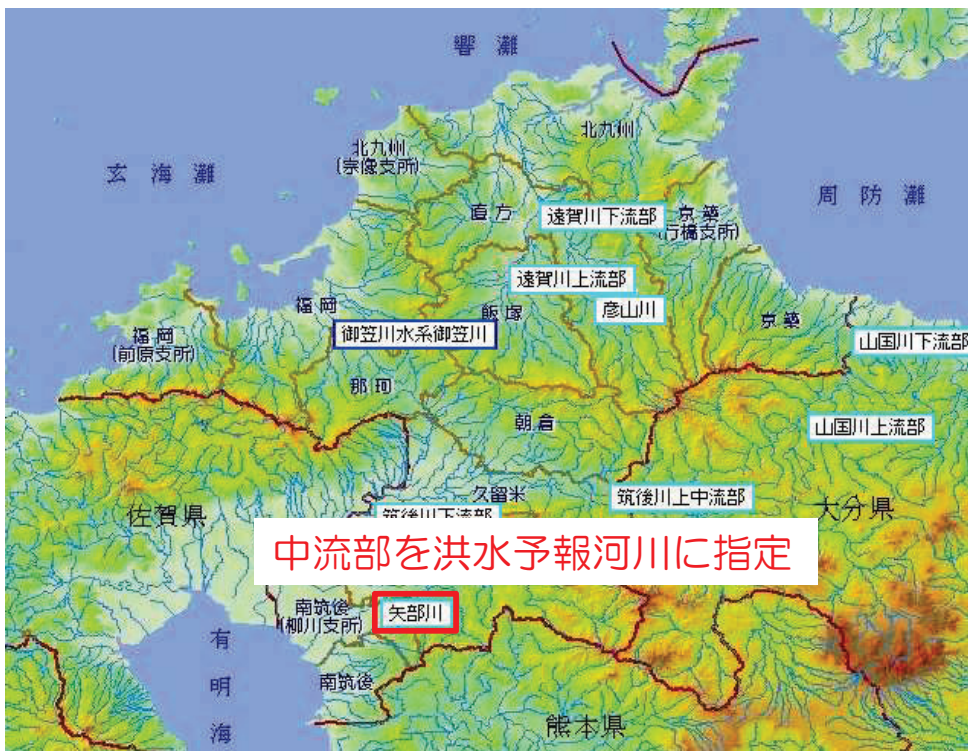 響灘
北九州
北九州
(宗像支所)
玄海灘
周防灘
直方
遠賀川下流部
京築
(行橋支所)
遠賀川上流部
福岡
飯塚
彦山川
京築
福岡
(前原支所)
御笠川水系御笠川
山国川下流部
那珂
朝倉
山国川上流部
久留米
筑後川上中流部
佐賀県
筑後川下流部
大分県
中流部を洪水予報河川に指定
南筑後
(柳川支所)
矢部川
有明海
南筑後
熊本県